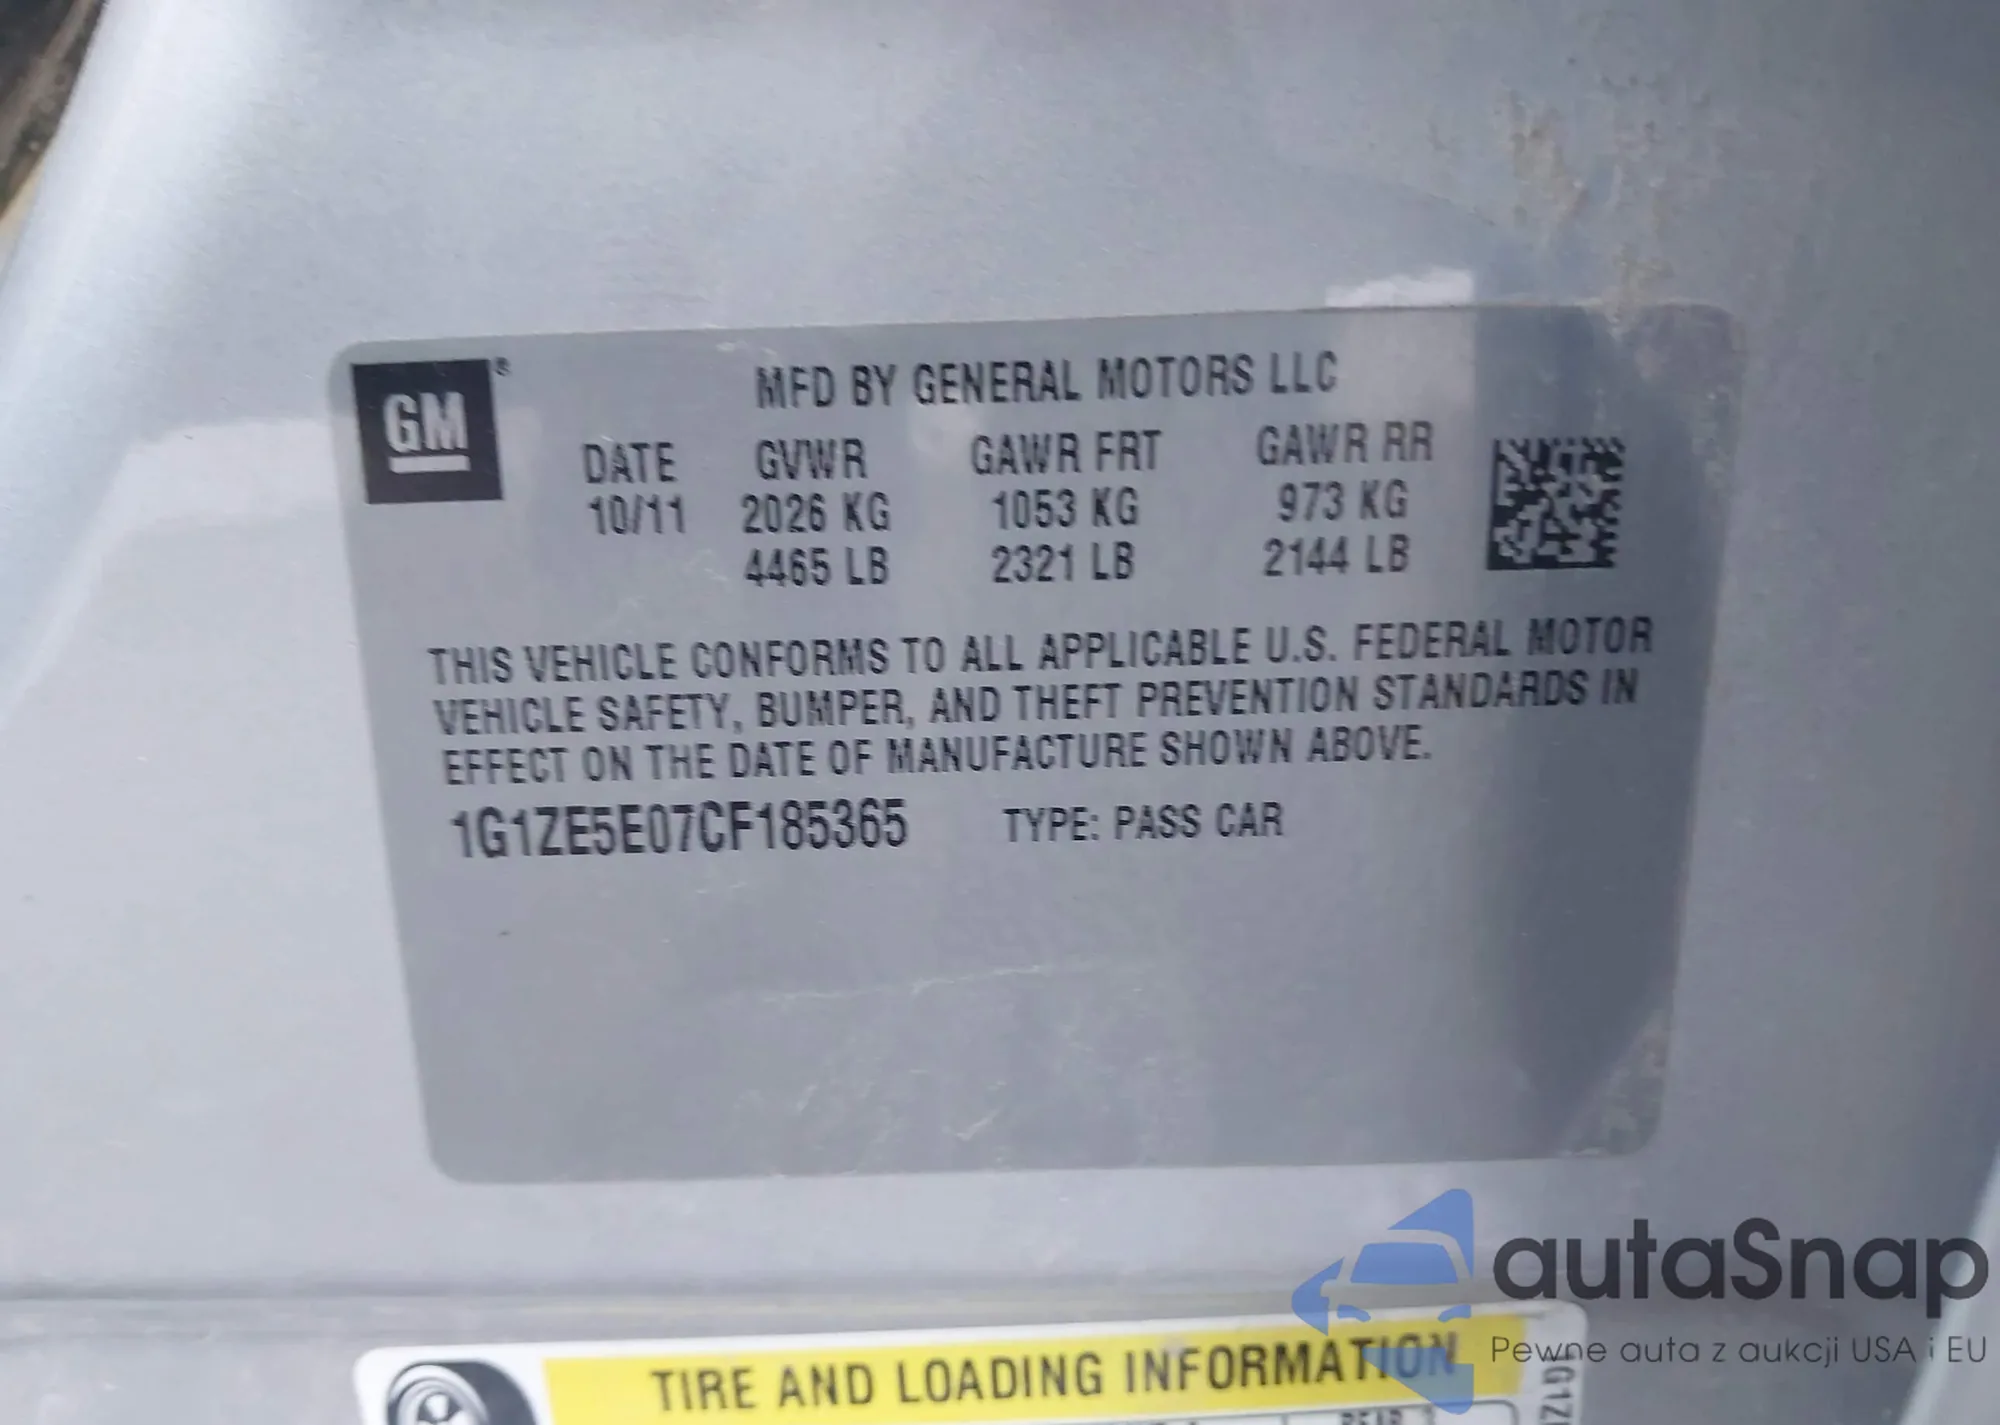 GM®
MFD BY GENERAL MOTORS LLC
DATE GVWR GAWR FRT GAWR RR
10/11 2026 KG 1053 KG 973 KG
4465 LB 2321 LB 2144 LB
THIS VEHICLE CONFORMS TO ALL APPLICABLE U.S. FEDERAL MOTOR
VEHICLE SAFETY, BUMPER, AND THEFT PREVENTION STANDARDS IN
EFFECT ON THE DATE OF MANUFACTURE SHOWN ABOVE.
1G1ZE5E07CF185365 TYPE: PASS CAR
autaSnap
Pewne auta z aukcji USA i EU
TIRE AND LOADING INFORMATION
1G1Z